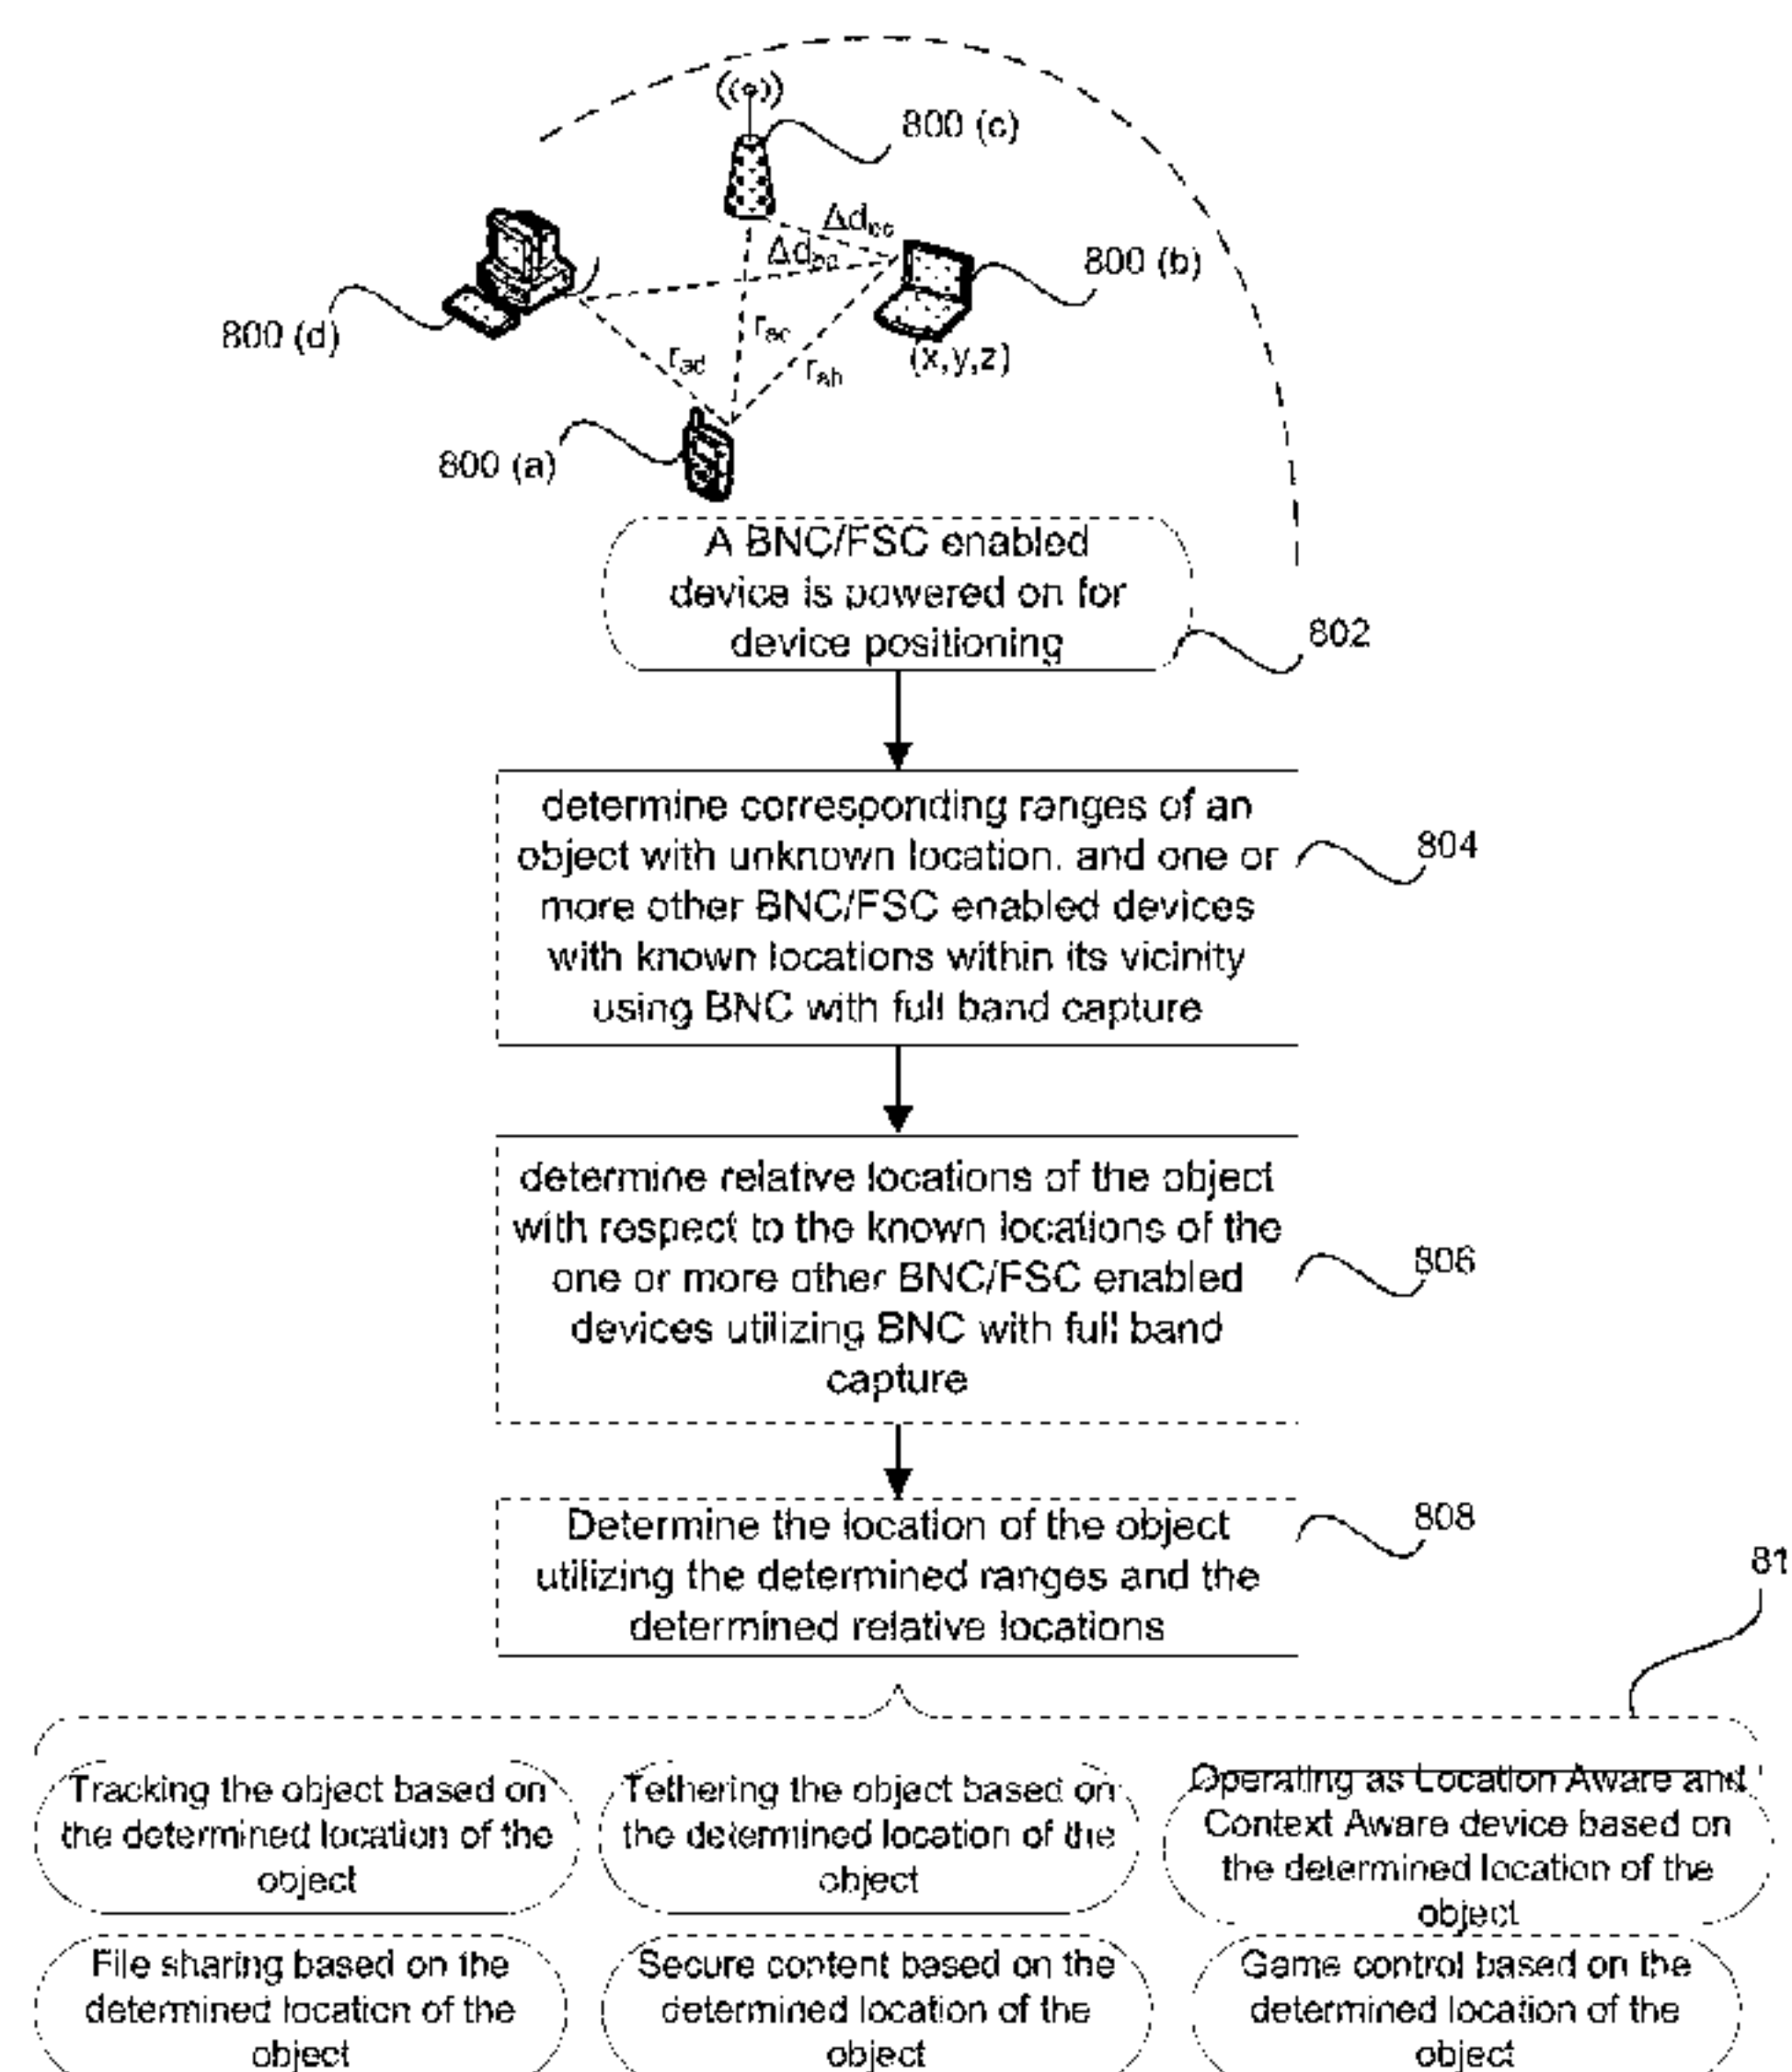 800 (c)
800 (b)
800 (d)
(x,y,z)
800 (a)
A BNC/FSC enabled
device is powered on for
device positioning
802
determine corresponding ranges of an
object with unknown location. and one or
more other BNC/FSC enabled devices
with known locations within its vicinity
using BNC with full band capture
804
determine relative locations of the object
with respect to the known locations of the
one or more other BNC/FSC enabled
devices utilizing BNC with full band
capture
806
Determine the location of the object
utilizing the determined ranges and the
determined relative locations
808
81
Tracking the object based on
the determined location of the
object
Tethering the object based on
the determined location of the
object
Operating as Location Aware and
Context Aware device based on
the determined location of the
object
File sharing based on the
determined location of the
object
Secure content based on the
determined location of the
object
Game control based on the
determined location of the
object